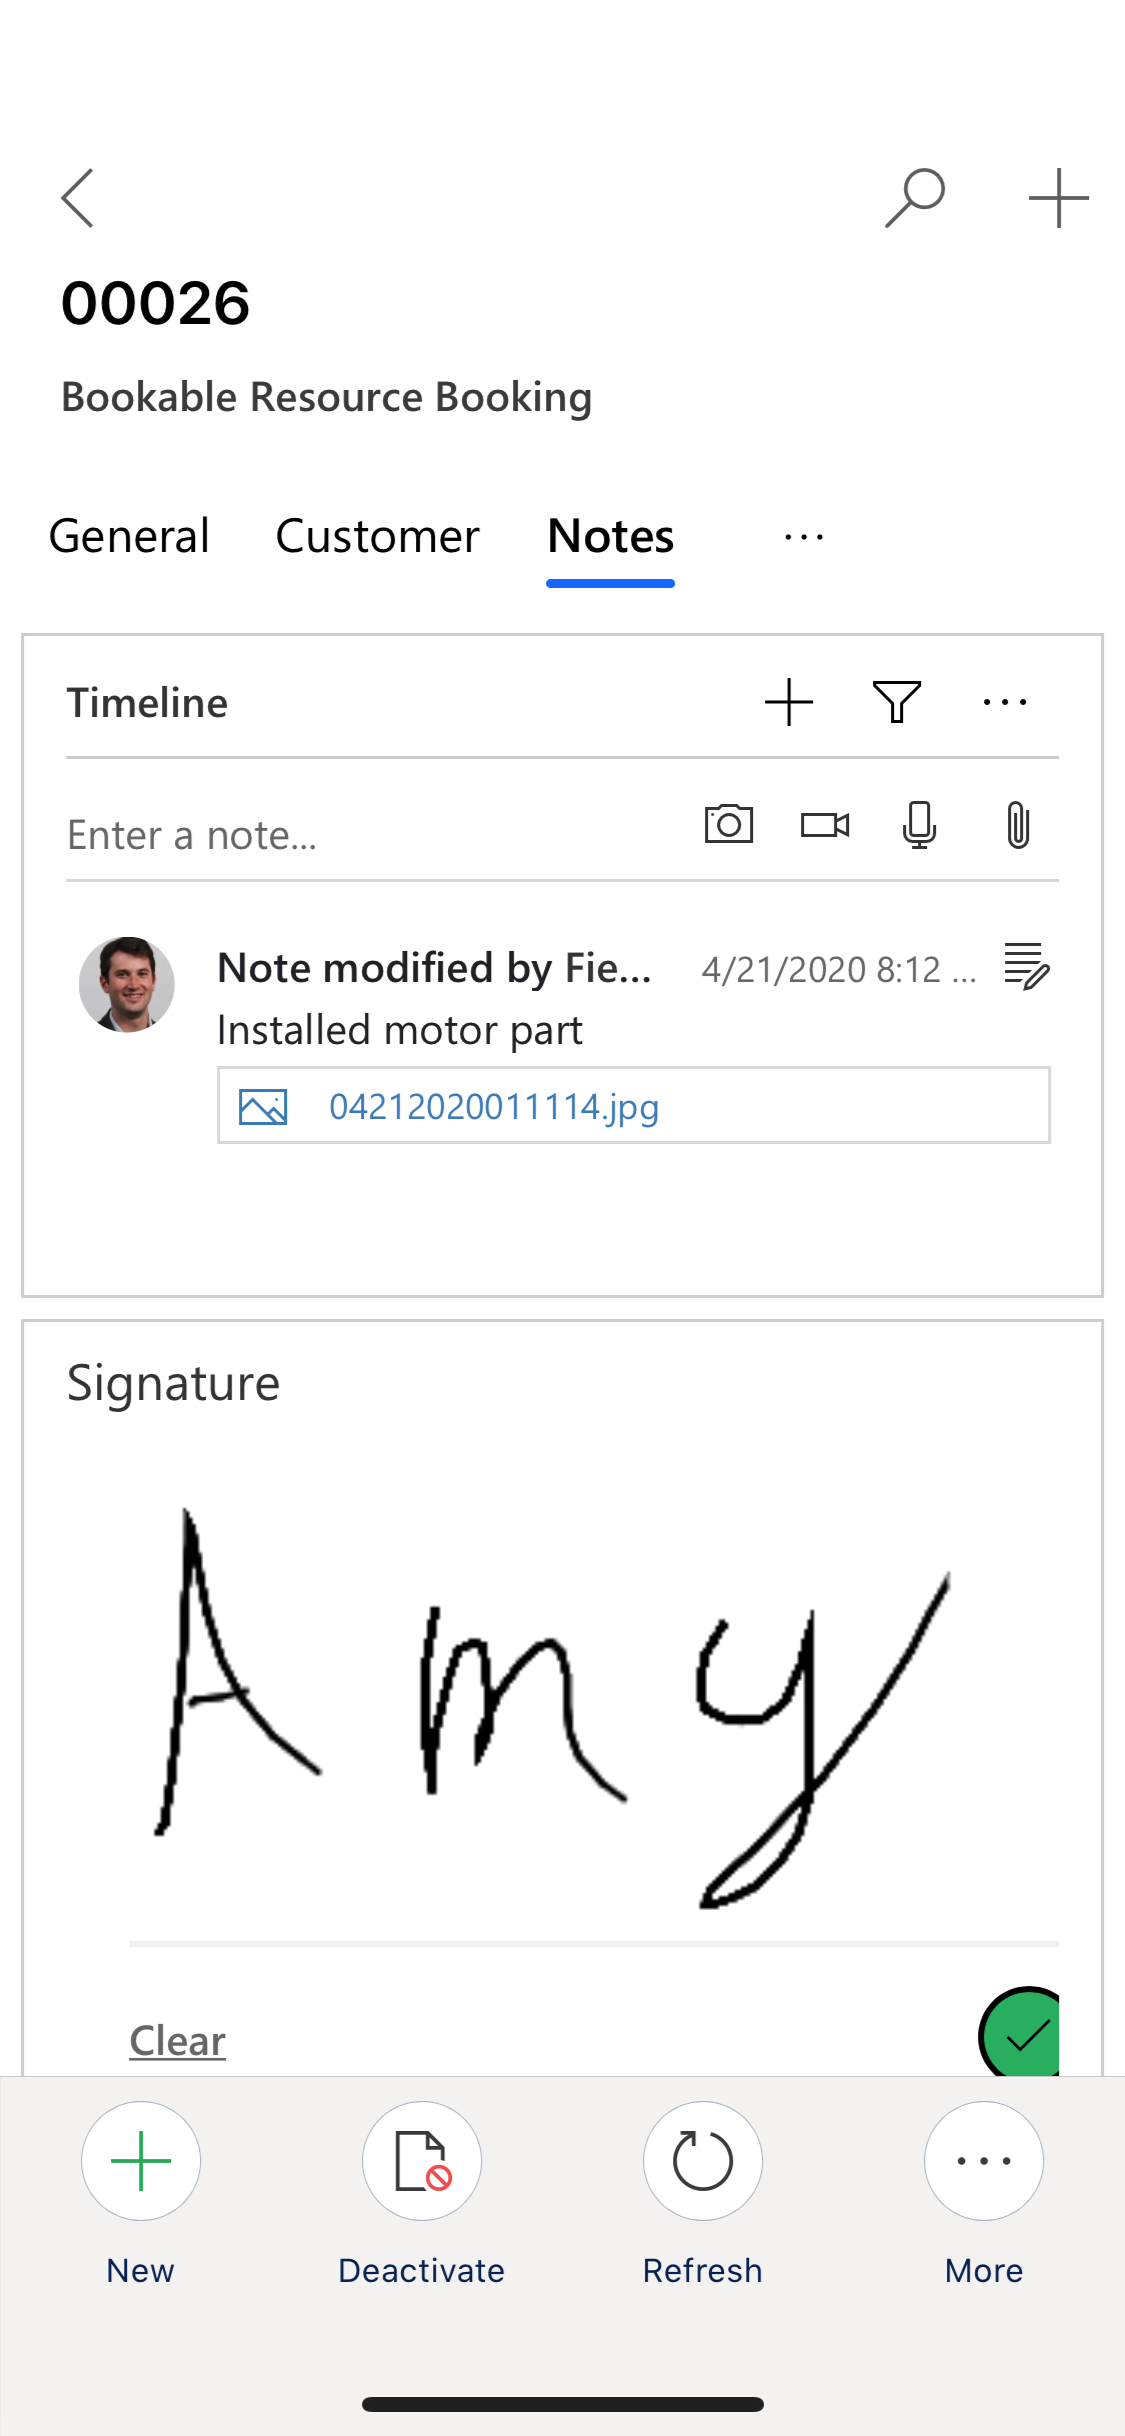 00026
Bookable Resource Booking
General Customer Notes ...
Timeline ...
Enter a note...
Note modified by Fie... 4/21/2020 8:12 ...
Installed motor part
04212020011114.jpg
Signature
Amy
Clear
New Deactivate Refresh More